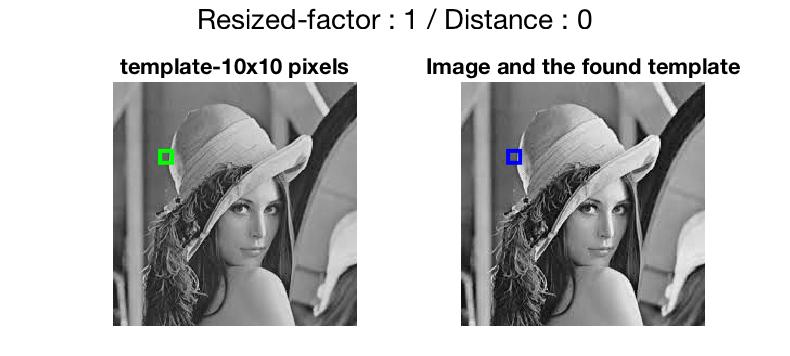 Resized-factor : 1 / Distance : 0
template-10x10 pixels
Image and the found template